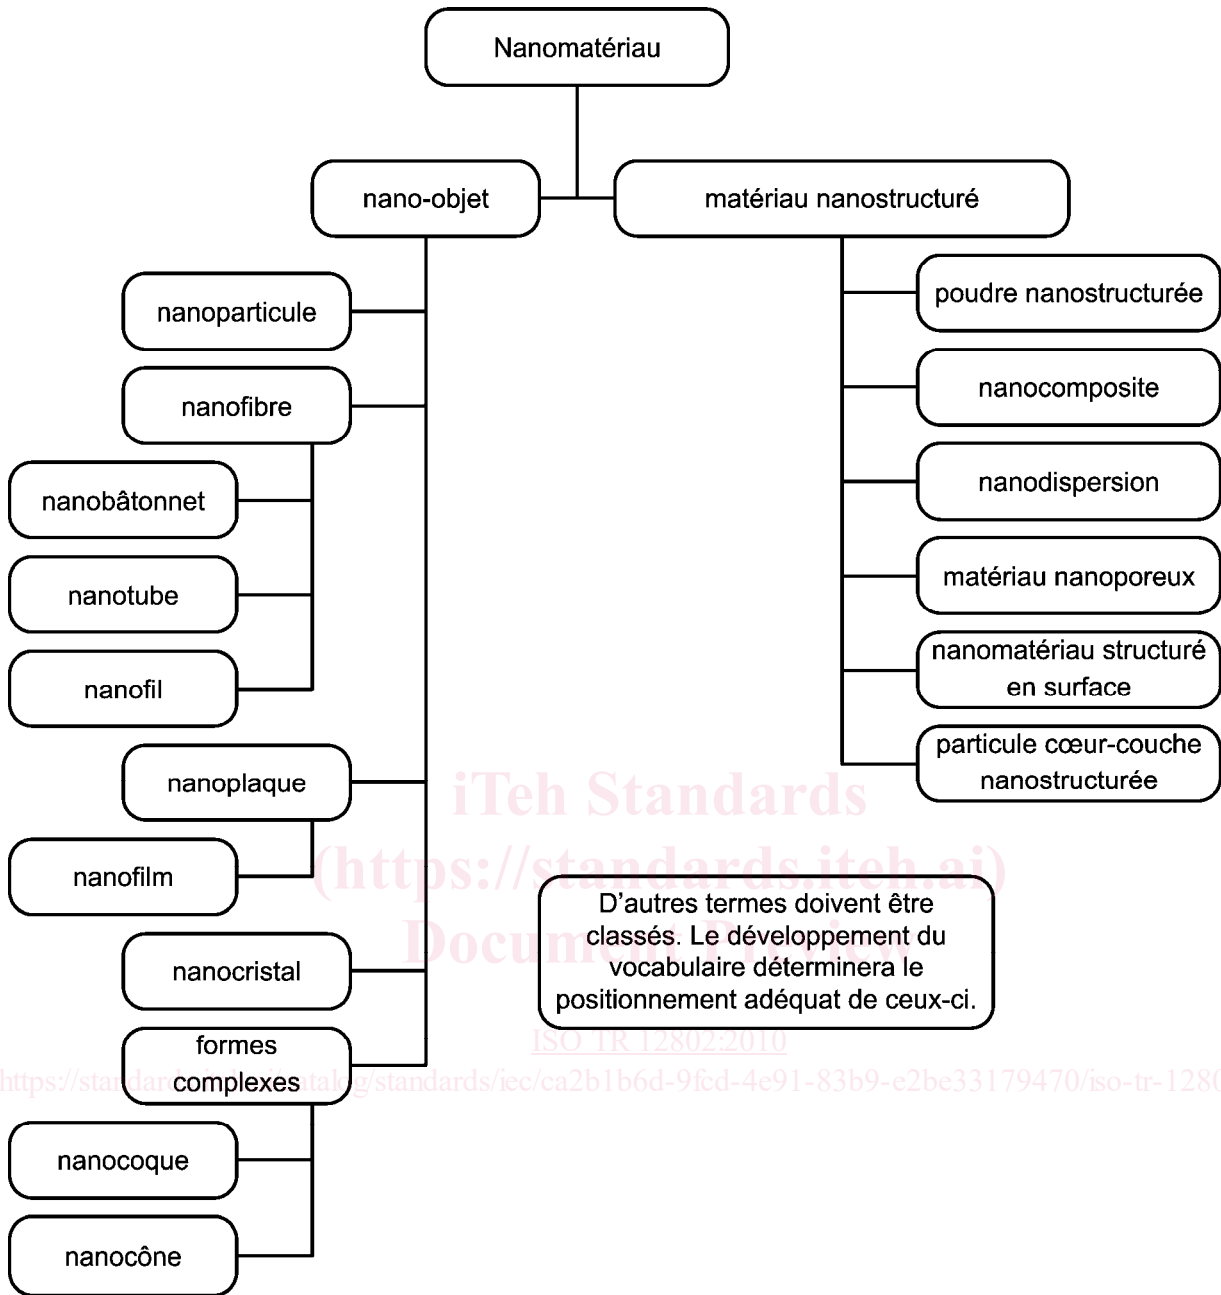 Nanomatériau
nano-objet
matériau nanostructuré
nanoparticule
nanofibre
nanobâtonnet
nanotube
nanofil
nanoplaque
nanofilm
nanocristal
formes
complexes
nanocoque
nanocône
poudre nanostructurée
nanocomposite
nanodispersion
matériau nanoporeux
nanomatériau structuré
en surface
particule cœur-couche
nanostructurée
iTeh Standards
(https://standards.iteh.ai)
Document Preview
D’autres termes doivent être
classés. Le développement du
vocabulaire déterminera le
positionnement adéquat de ceux-ci.
ISO TR 12802:2010
https://standards.iteh.ai/catalog/standards/iec/ca2b1b6d-9fcd-4e91-83b9-e2be33179470/iso-tr-1280